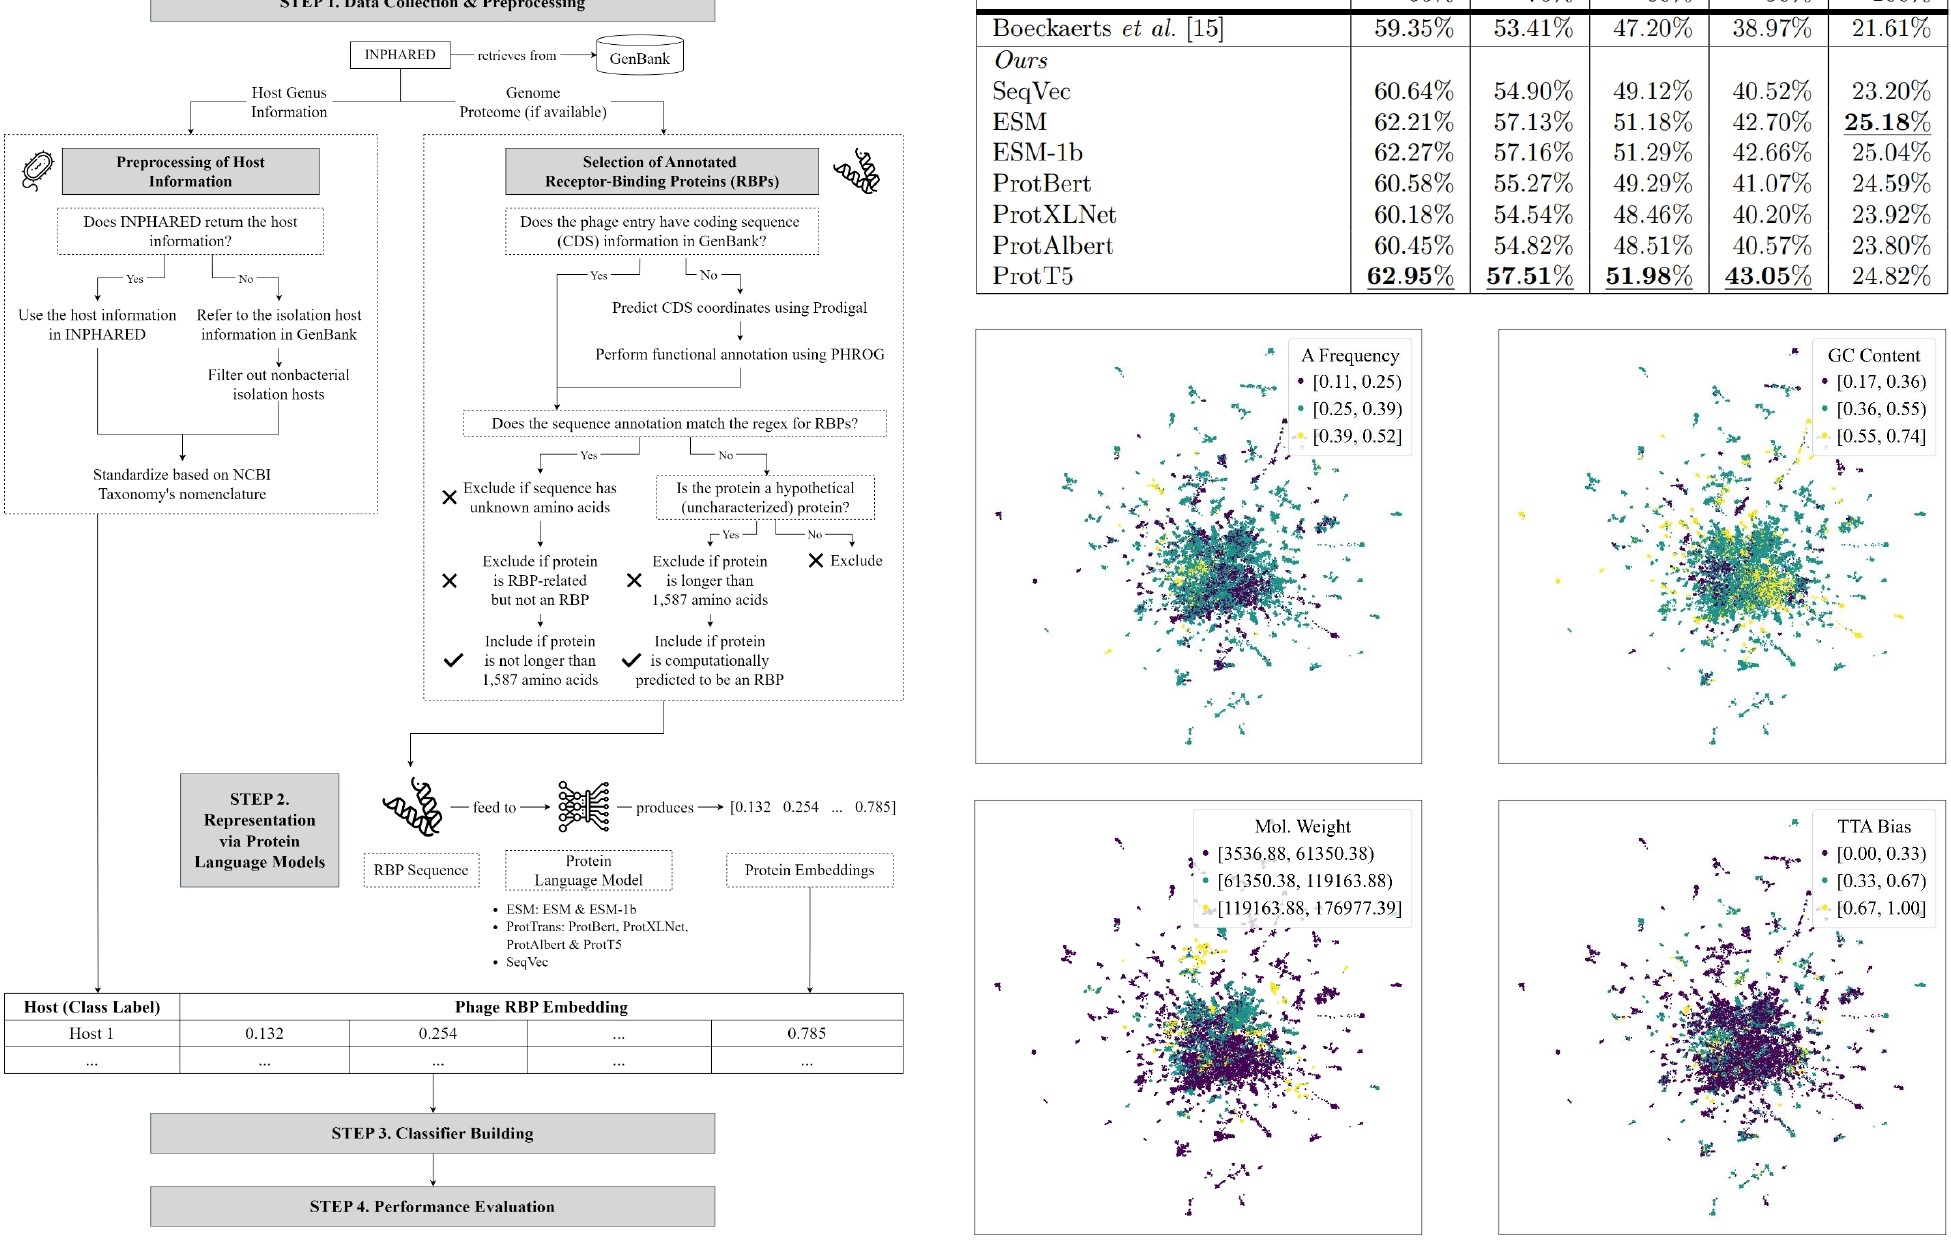 STEP 1. Data Collection & Preprocessing
INPHARED
retrieves from
GenBank
Host Genus
Information
Genome
Proteome (if available)
Preprocessing of Host
Information
Does INPHARED return the host
information?
Yes
No
Use the host information
in INPHARED
Refer to the isolation host
information in GenBank
Filter out nonbacterial
isolation hosts
Standardize based on NCBI
Taxonomy's nomenclature
Selection of Annotated
Receptor-Binding Proteins (RBPs)
Does the phage entry have coding sequence
(CDS) information in GenBank?
Yes
No
Predict CDS coordinates using Prodigal
Perform functional annotation using PHROG
Does the sequence annotation match the regex for RBPs?
Yes
No
Exclude if sequence has
unknown amino acids
Is the protein a hypothetical
(uncharacterized) protein?
Yes
No
Exclude if protein
is RBP-related
but not an RBP
Exclude if protein
is longer than
1,587 amino acids
Exclude
Include if protein
is not longer than
1,587 amino acids
Include if protein
is computationally
predicted to be an RBP
STEP 2.
Representation
via Protein
Language Models
feed to
produces
[0.132 0.254 ... 0.785]
RBP Sequence
Protein
Language Model
Protein Embeddings
• ESM: ESM & ESM-1b
• ProtTrans: ProtBert, ProtXLNet,
ProtAlbert & ProtT5
• SeqVec
Host (Class Label) Phage RBP Embedding
Host 1 0.132 0.254 ... 0.785
... ... ... ... ...
STEP 3. Classifier Building
STEP 4. Performance Evaluation
Boeckaerts et al. [15] 59.35% 53.41% 47.20% 38.97% 21.61%
Ours
SeqVec 60.64% 54.90% 49.12% 40.52% 23.20%
ESM 62.21% 57.13% 51.18% 42.70% 25.18%
ESM-1b 62.27% 57.16% 51.29% 42.66% 25.04%
ProtBert 60.58% 55.27% 49.29% 41.07% 24.59%
ProtXLNet 60.18% 54.54% 48.46% 40.20% 23.92%
ProtAlbert 60.45% 54.82% 48.51% 40.57% 23.80%
ProtT5 62.95% 57.51% 51.98% 43.05% 24.82%
A Frequency
[0.11, 0.25)
[0.25, 0.39)
[0.39, 0.52]
GC Content
[0.17, 0.36)
[0.36, 0.55)
[0.55, 0.74]
Mol. Weight
[3536.88, 61350.38)
[61350.38, 119163.88)
[119163.88, 176977.39]
TTA Bias
[0.00, 0.33)
[0.33, 0.67)
[0.67, 1.00]